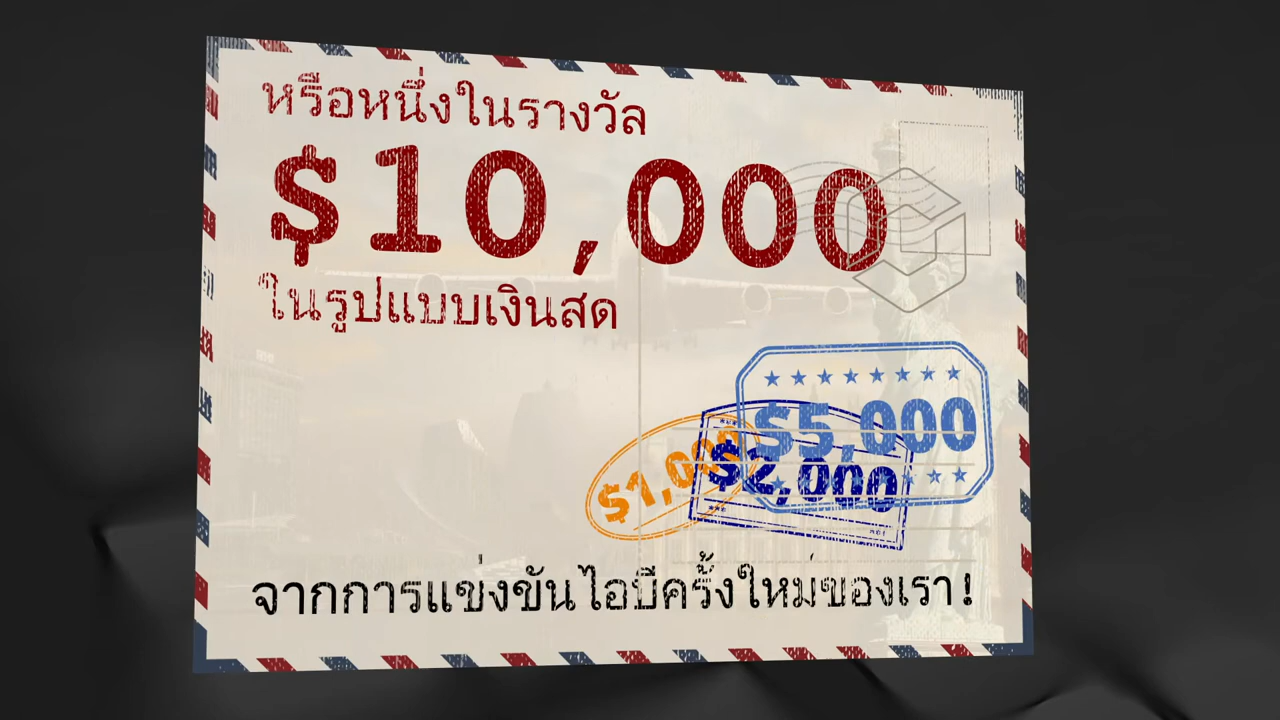 หรือหนึ่งในรางวัล
$10,000
ในรูปแบบเงินสด
$5,000
$1,000
$2,000
จากการแข่งขันไอบีครั้งใหม่ของเรา!